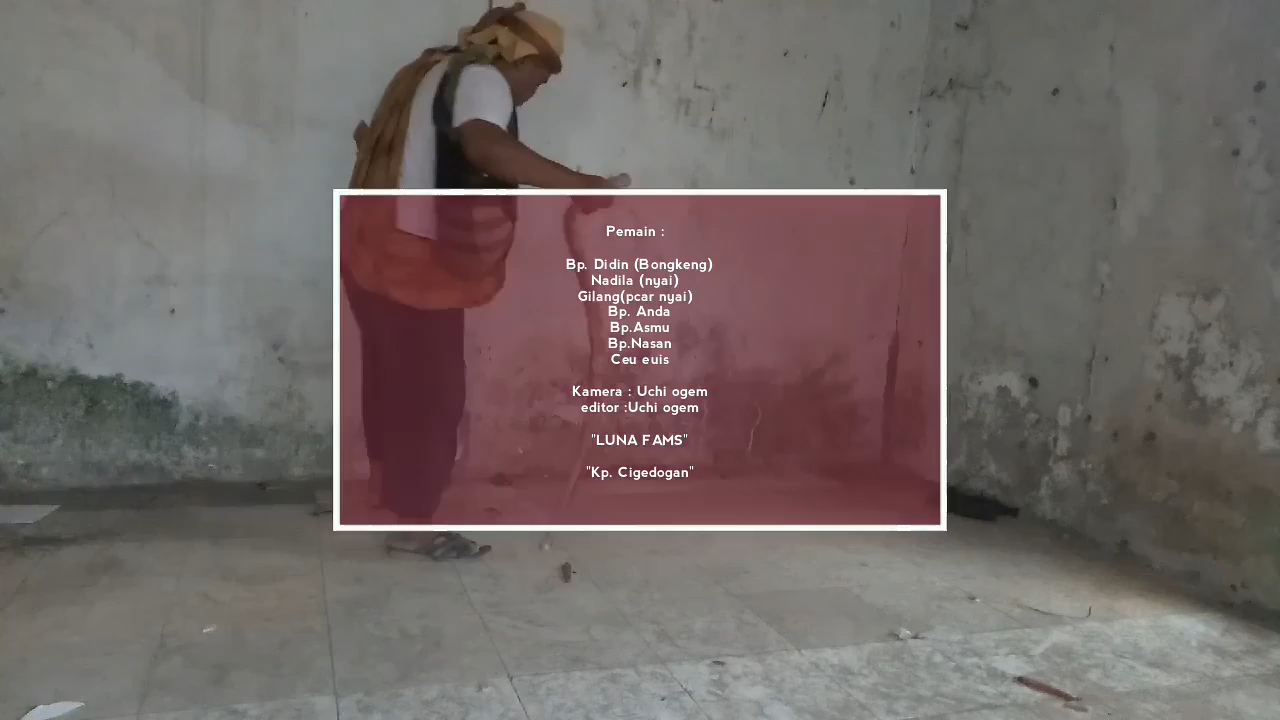 Pemain :
Bp. Didin (Bongkeng)
Nadila (nyai)
Gilang(pcar nyai)
Bp. Anda
Bp.Asmu
Bp.Nasan
Ceu euis
Kamera : Uchi ogem
editor :Uchi ogem
"LUNA FAMS"
"Kp. Cigedogan"